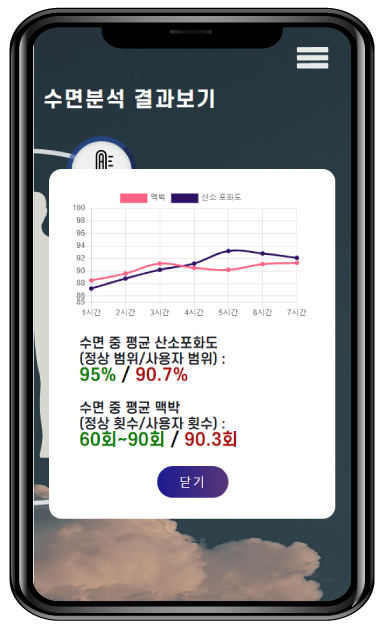 수면분석 결과보기
맥박 산소 포화도
100
98
96
94
92
90
88
86
85
1시간 2시간 3시간 4시간 5시간 6시간 7시간
수면 중 평균 산소포화도
(정상 범위/사용자 범위) :
95% / 90.7%
수면 중 평균 맥박
(정상 횟수/사용자 횟수) :
60회~90회 / 90.3회
닫기